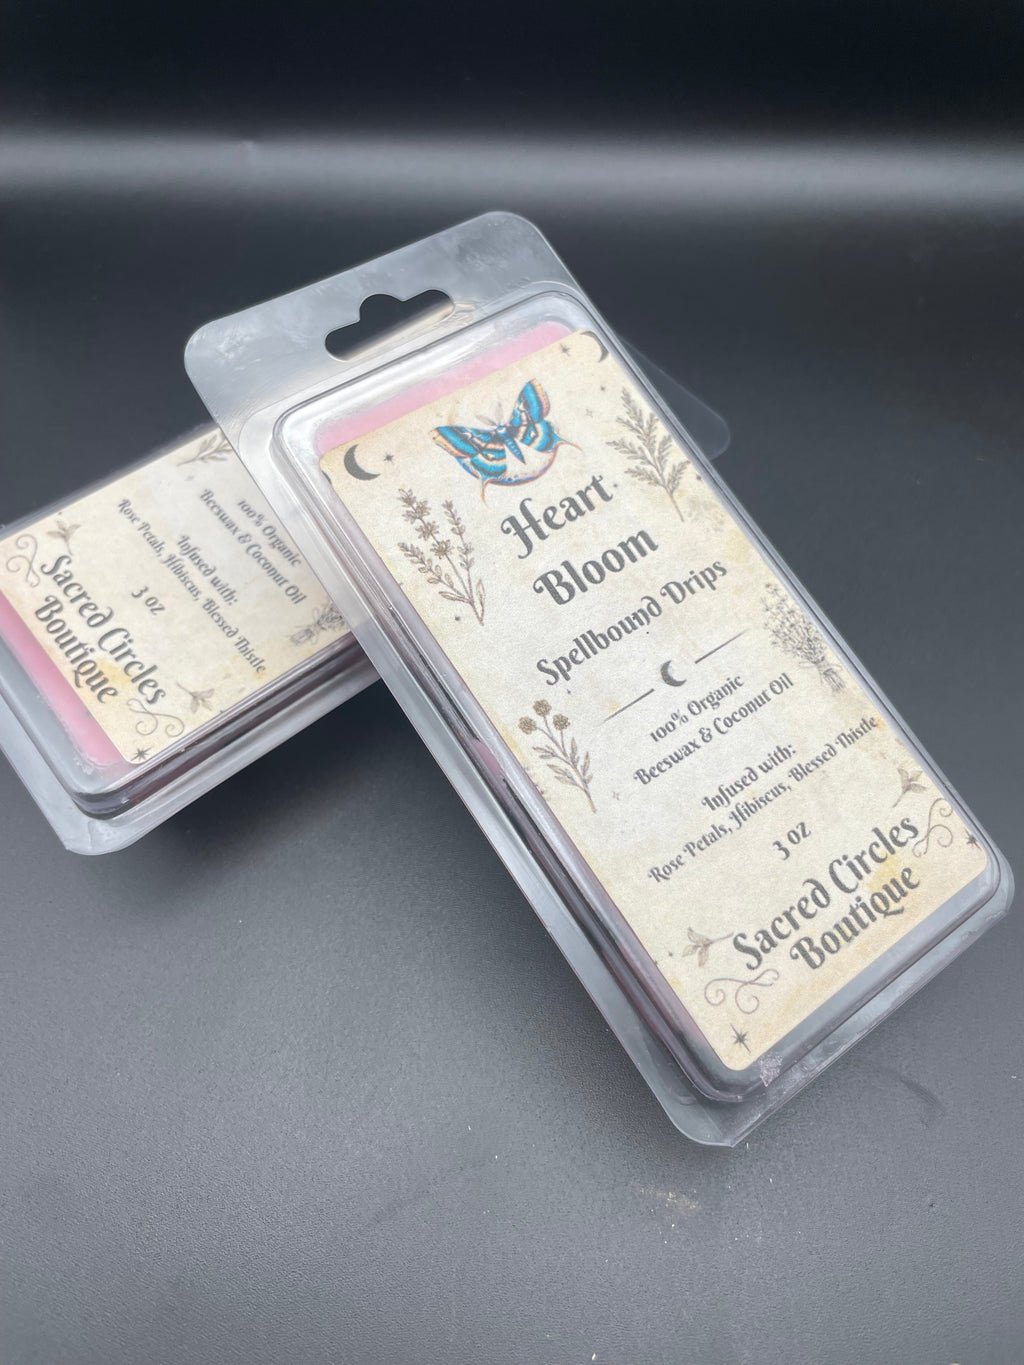 Heart
Bloom
Spellbound Drips
100% Organic
Beeswax & Coconut Oil
Infused with:
Rose Petals, Hibiscus, Blessed Thistle
3 oz
Sacred Circles
Boutique
100% Organic
Beeswax & Coconut Oil
Infused with:
Rose Petals, Hibiscus, Blessed Thistle
3 oz
Sacred Circles
Boutique